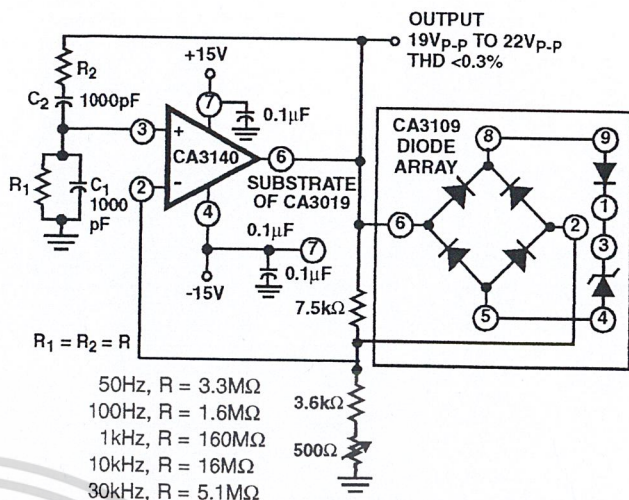 OUTPUT
19VP-P TO 22VP-P
THD <0.3%
+15V
R2
C2 1000pF
7
0.1μF
3
+
CA3140
6
SUBSTRATE
OF CA3019
R1
C1
1000
pF
2
-
4
0.1μF
7
0.1μF
-15V
CA3109
DIODE
ARRAY
8
9
6
2
1
3
5
4
7.5kΩ
R1 = R2 = R
50Hz, R = 3.3MΩ
100Hz, R = 1.6MΩ
1kHz, R = 160MΩ
10kHz, R = 16MΩ
30kHz, R = 5.1MΩ
3.6kΩ
500Ω